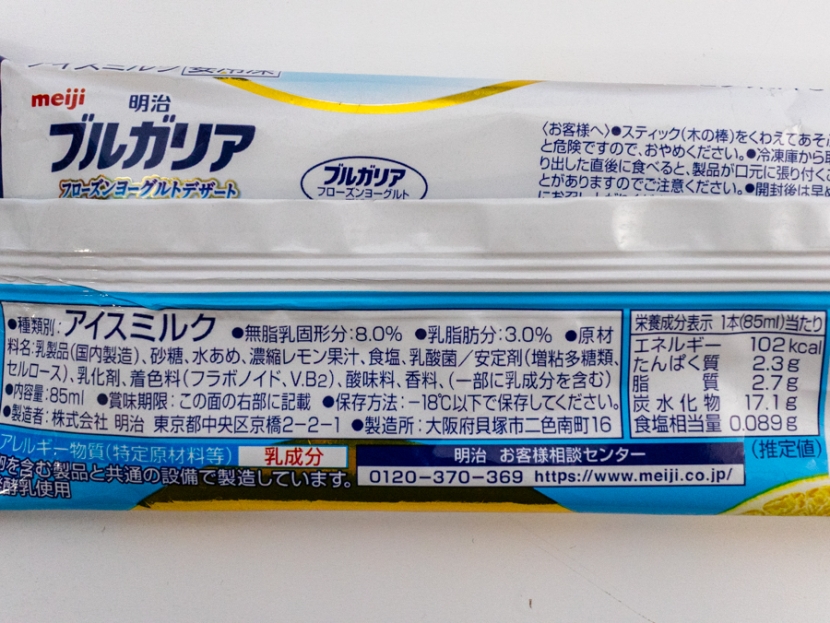 アイスミルク 要冷凍
meiji 明治
ブルガリア
フローズンヨーグルトデザート
ブルガリア
フローズンヨーグルト
〈お客様へ〉●スティック(木の棒)をくわえてあそぶ
と危険ですので、おやめください。●冷凍庫から取
り出した直後に食べると、製品が口元に張り付くこ
とがありますのでご注意ください。●開封後は早め
●種類別:アイスミルク ●無脂乳固形分:8.0% ●乳脂肪分:3.0% ●原材
料名:乳製品(国内製造)、砂糖、水あめ、濃縮レモン果汁、食塩、乳酸菌/安定剤(増粘多糖類、
セルロース)、乳化剤、着色料(フラボノイド、V.B2)、酸味料、香料、(一部に乳成分を含む)
●内容量:85ml ●賞味期限:この面の右部に記載 ●保存方法:-18℃以下で保存してください。
●製造者:株式会社 明治 東京都中央区京橋2-2-1 ●製造所:大阪府貝塚市二色南町16
栄養成分表示 1本(85ml)当たり
エネルギー 102kcal
たんぱく質 2.3g
脂質 2.7g
炭水化物 17.1g
食塩相当量 0.089g
(推定値)
アレルギー物質(特定原材料等) 乳成分
を含む製品と共通の設備で製造しています。
発酵乳使用
明治 お客様相談センター
0120-370-369 https://www.meiji.co.jp/